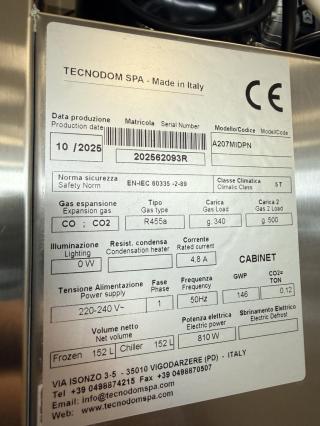 TECNODOM SPA - Made in Italy
CE
Data produzione
Production date
Matricola Serial Number
Modello/Codice Model/Code
10 / 2025
202562093R
A207MIDPN
Norma sicurezza
Safety Norm
EN-IEC 60335 -2-89
Classe Climatica
Climatic Class
5 T
Gas espansione
Expansion gas
Tipo
Gas type
Carica
Gas Load
Carica 2
Gas 2 Load
CO ; CO2
R455a
g. 340
g. 500
Illuminazione
Lighting
Resist. condensa
Condensation heater
Corrente
Rated current
0 W
4,8 A
CABINET
Tensione Alimentazione
Power supply
Fase
Phase
Frequenza
Frequency
GWP
CO2=
TON
220-240 V~
1
50Hz
146
0,12
Volume netto
Net volume
Potenza elettrica
Electric power
Sbrinamento Elettrico
Electric Defrost
Frozen 152 L Chiller 152 L
810 W
VIA ISONZO 3-5 - 35010 VIGODARZERE (PD) - ITALY
Tel +39 0498874215 Fax +39 0498870507
Email: info@tecnodomspa.com
Web: www.tecnodomspa.com